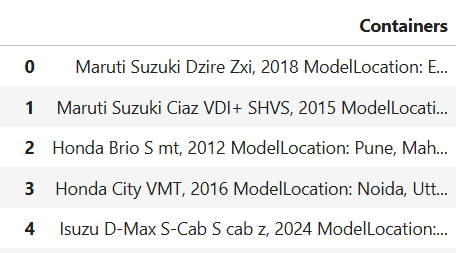 Containers
0 Maruti Suzuki Dzire Zxi, 2018 ModelLocation: E...
1 Maruti Suzuki Ciaz VDI+ SHVS, 2015 ModelLocati...
2 Honda Brio S mt, 2012 ModelLocation: Pune, Mah...
3 Honda City VMT, 2016 ModelLocation: Noida, Utt...
4 Isuzu D-Max S-Cab S cab z, 2024 ModelLocation:...